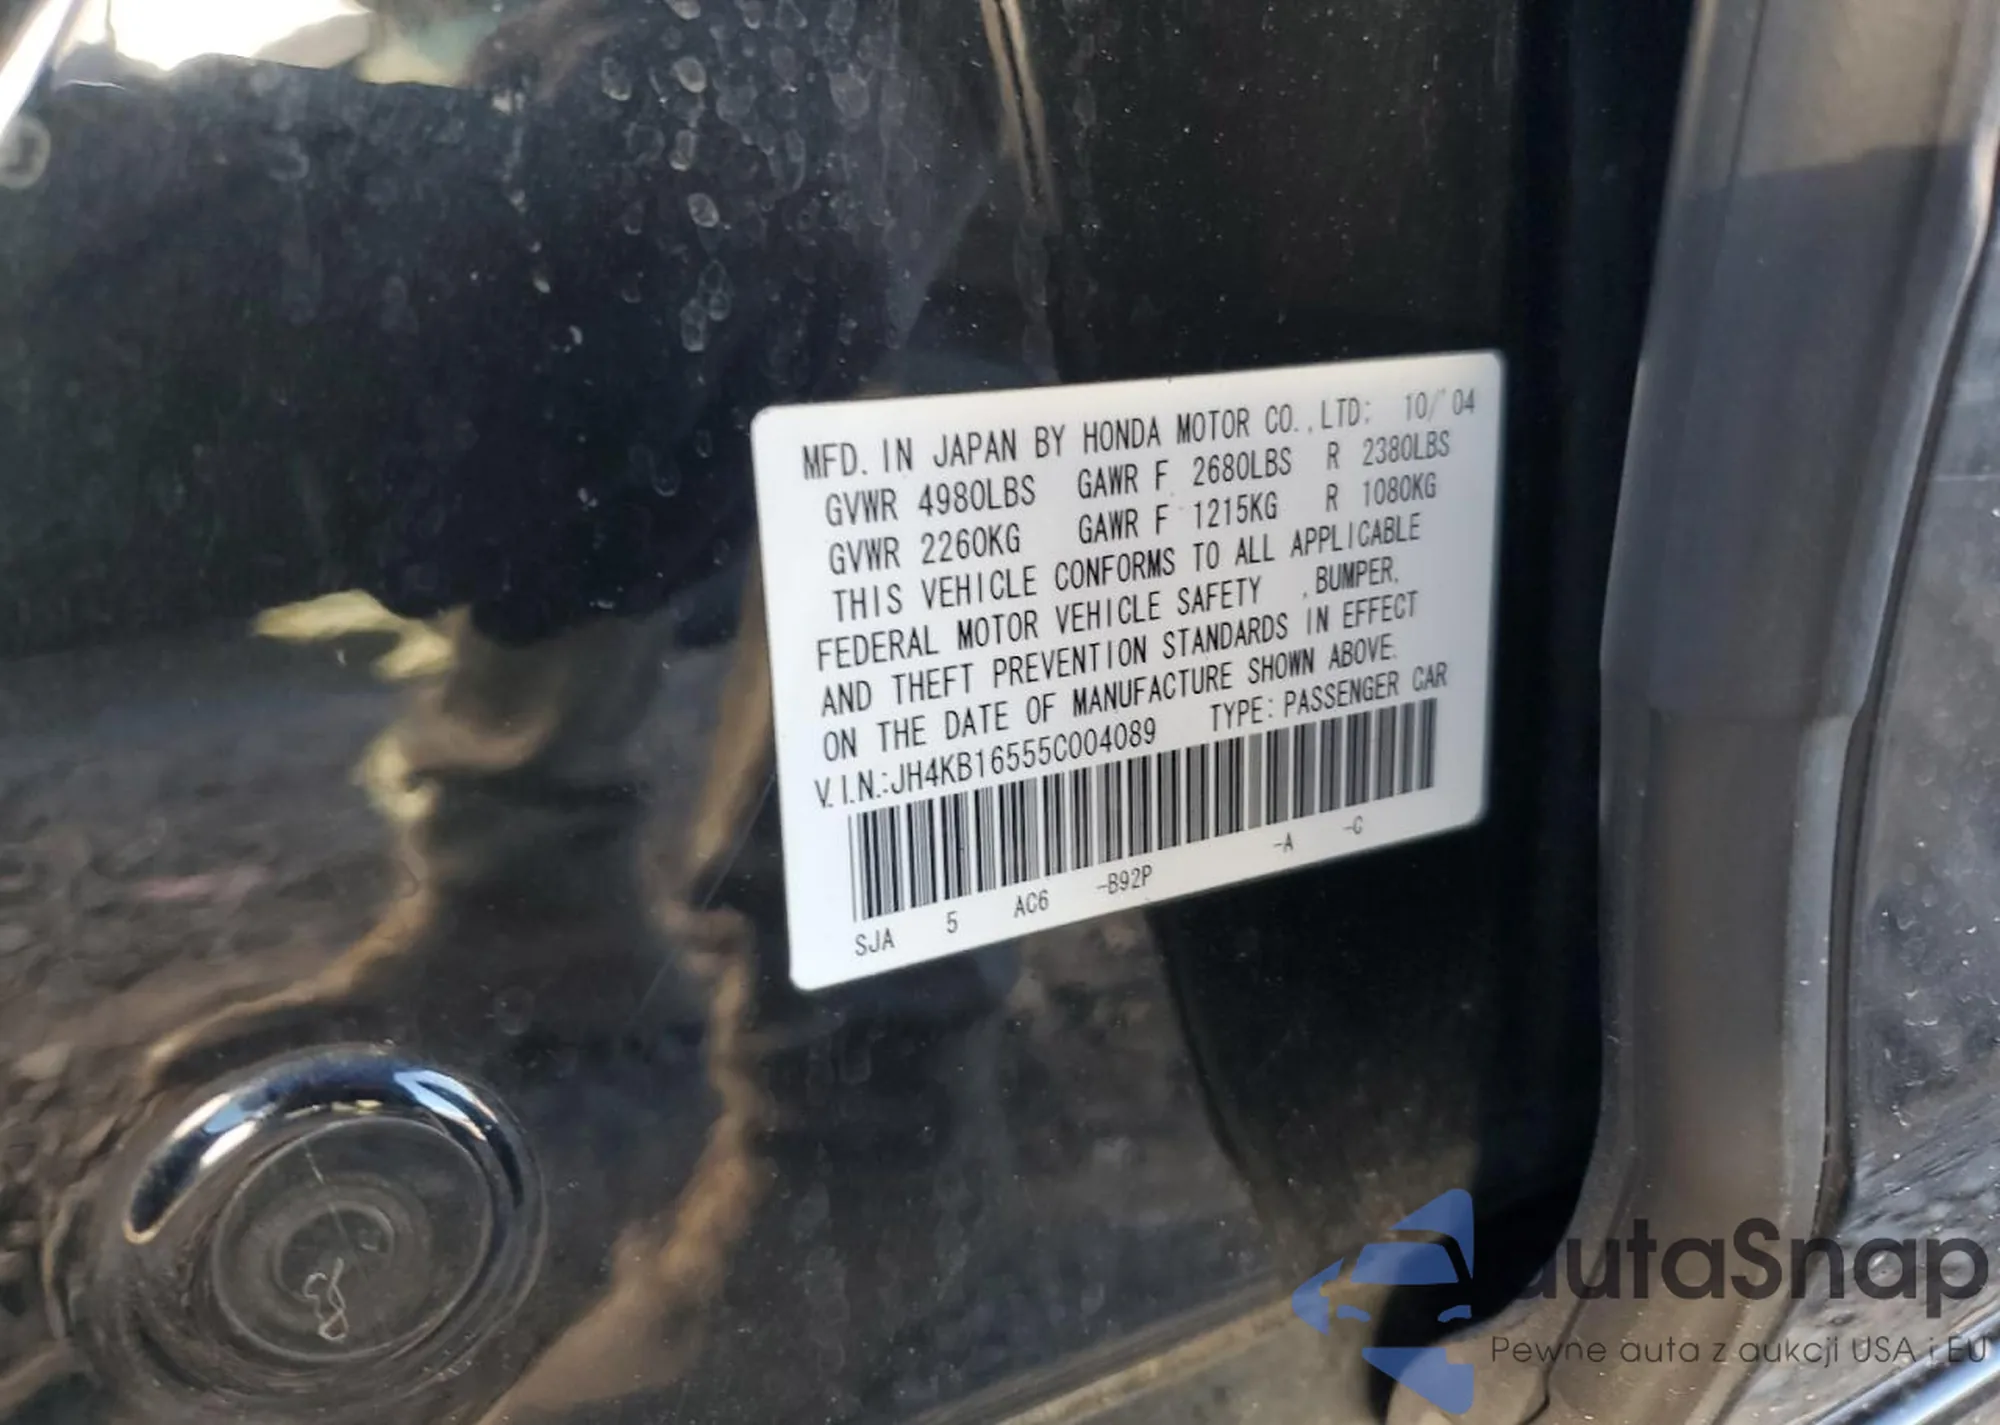 MFD. IN JAPAN BY HONDA MOTOR CO.,LTD: 10/'04
GVWR 4980LBS GAWR F 2680LBS R 2380LBS
GVWR 2260KG GAWR F 1215KG R 1080KG
THIS VEHICLE CONFORMS TO ALL APPLICABLE
FEDERAL MOTOR VEHICLE SAFETY ,BUMPER,
AND THEFT PREVENTION STANDARDS IN EFFECT
ON THE DATE OF MANUFACTURE SHOWN ABOVE.
V.I.N.:JH4KB16555C004089 TYPE: PASSENGER CAR
SJA 5 AC6 -B92P -A -C
autaSnap
Pewne auta z aukcji USA i EU